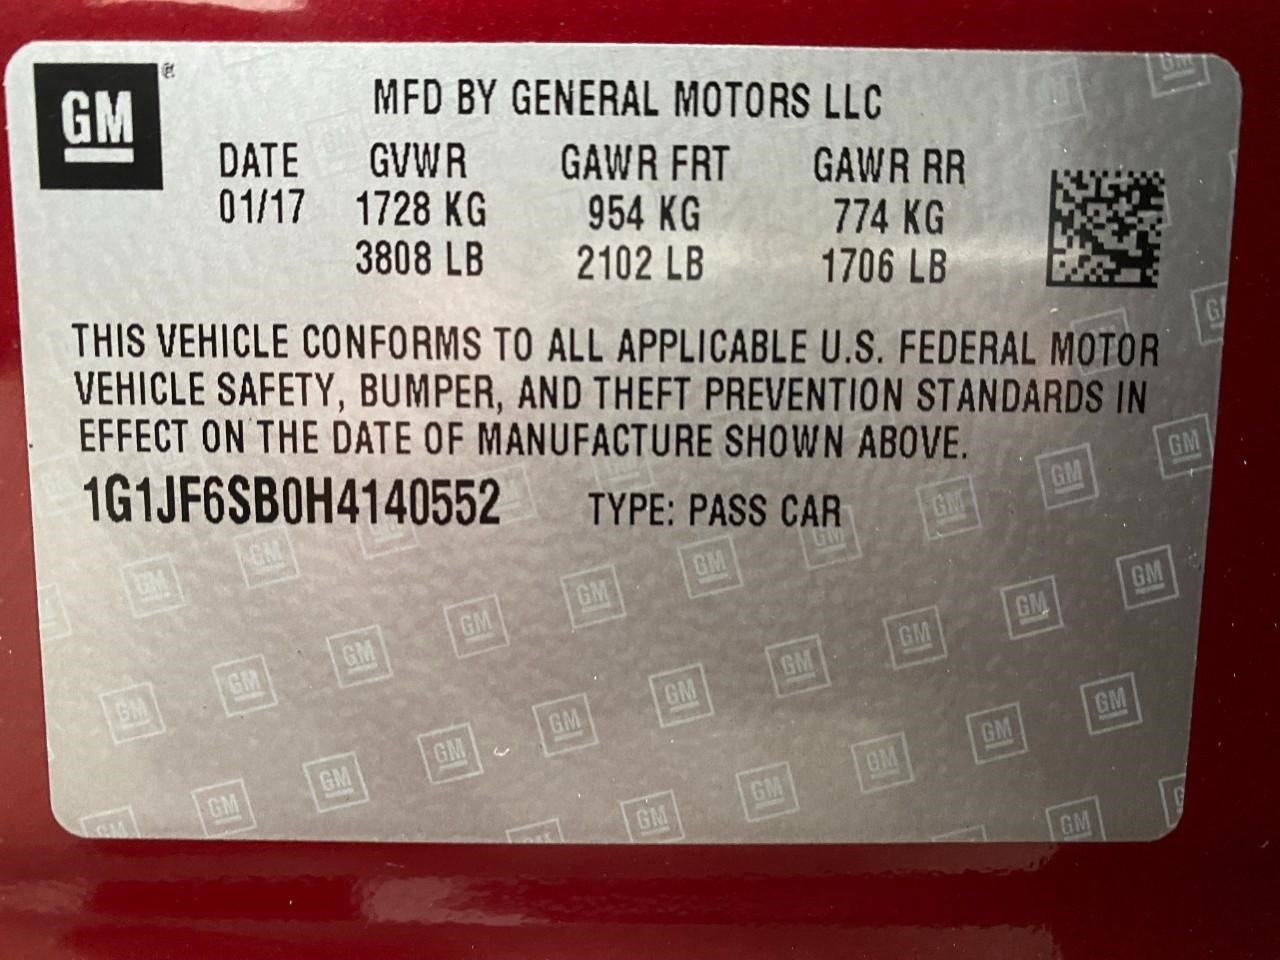 GM®
MFD BY GENERAL MOTORS LLC
DATE GVWR GAWR FRT GAWR RR
01/17 1728 KG 954 KG 774 KG
3808 LB 2102 LB 1706 LB
THIS VEHICLE CONFORMS TO ALL APPLICABLE U.S. FEDERAL MOTOR
VEHICLE SAFETY, BUMPER, AND THEFT PREVENTION STANDARDS IN
EFFECT ON THE DATE OF MANUFACTURE SHOWN ABOVE.
1G1JF6SB0H4140552 TYPE: PASS CAR